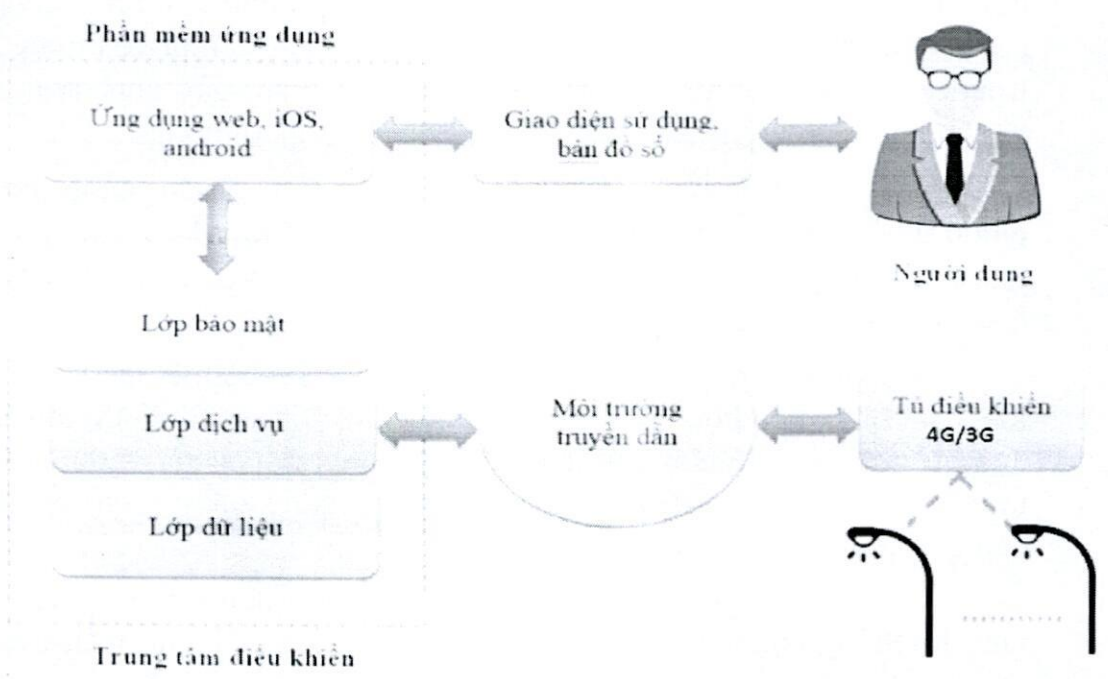 Phần mềm ứng dụng
Ứng dụng web, iOS,
android
Giao diện sử dụng,
bản đồ số
Người dung
Lớp bảo mật
Lớp dịch vụ
Môi trường
truyền dẫn
Tủ điều khiển
4G/3G
Lớp dữ liệu
Trung tâm điều khiển